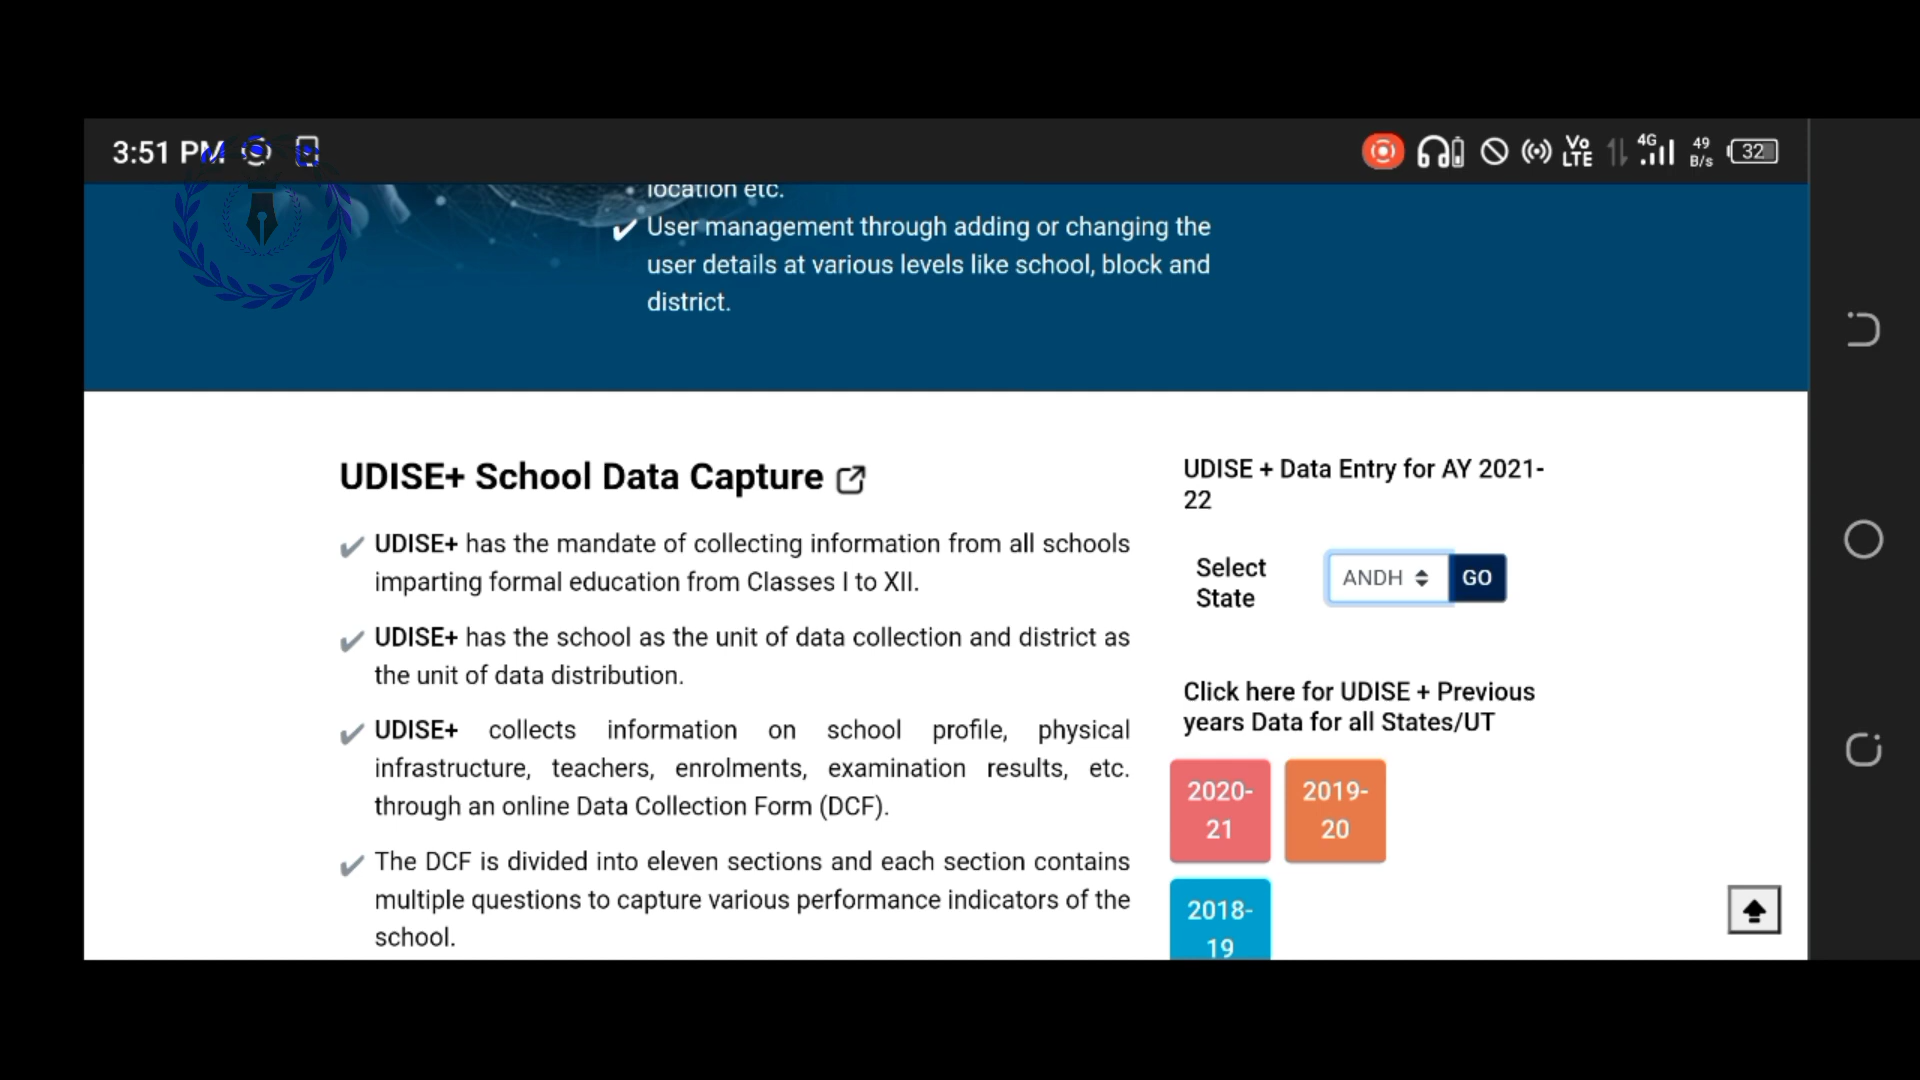 3:51 PM
Vo
LTE
4G
49
B/s
32
location etc.
User management through adding or changing the
user details at various levels like school, block and
district.
UDISE+ School Data Capture
UDISE+ has the mandate of collecting information from all schools
imparting formal education from Classes I to XII.
UDISE+ has the school as the unit of data collection and district as
the unit of data distribution.
UDISE+ collects information on school profile, physical
infrastructure, teachers, enrolments, examination results, etc.
through an online Data Collection Form (DCF).
The DCF is divided into eleven sections and each section contains
multiple questions to capture various performance indicators of the
school.
UDISE + Data Entry for AY 2021-
22
Select
State
ANDH
GO
Click here for UDISE + Previous
years Data for all States/UT
2020-
21
2019-
20
2018-
19